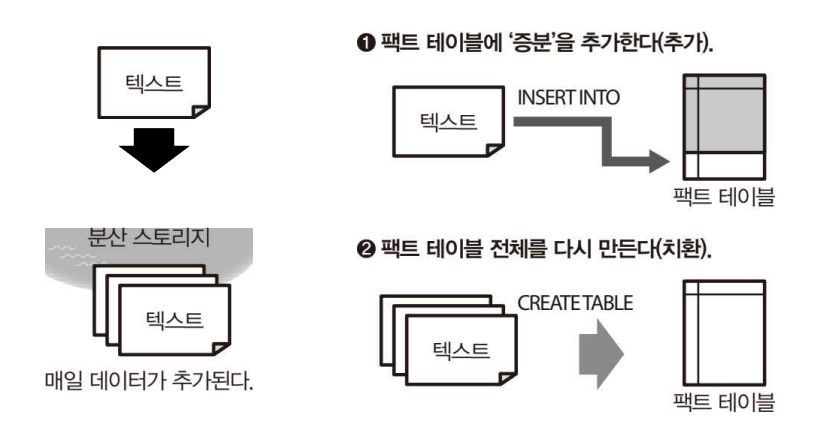 텍스트
분산 스토리지
텍스트
매일 데이터가 추가된다.
❶ 팩트 테이블에 ‘증분’을 추가한다(추가).
텍스트
INSERT INTO
팩트 테이블
❷ 팩트 테이블 전체를 다시 만든다(치환).
텍스트
CREATE TABLE
팩트 테이블